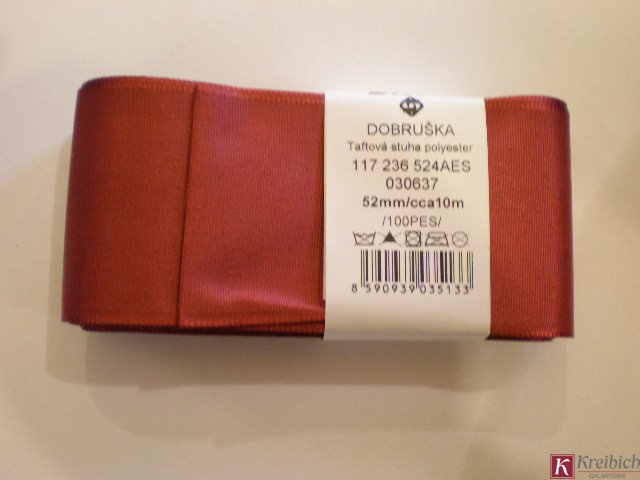 DOBRUŠKA
Taftová stuha polyester
117 236 524AES
030637
52mm/cca10m
/100PES/
8 590939 035133
K Kreibich
GALANTERIE